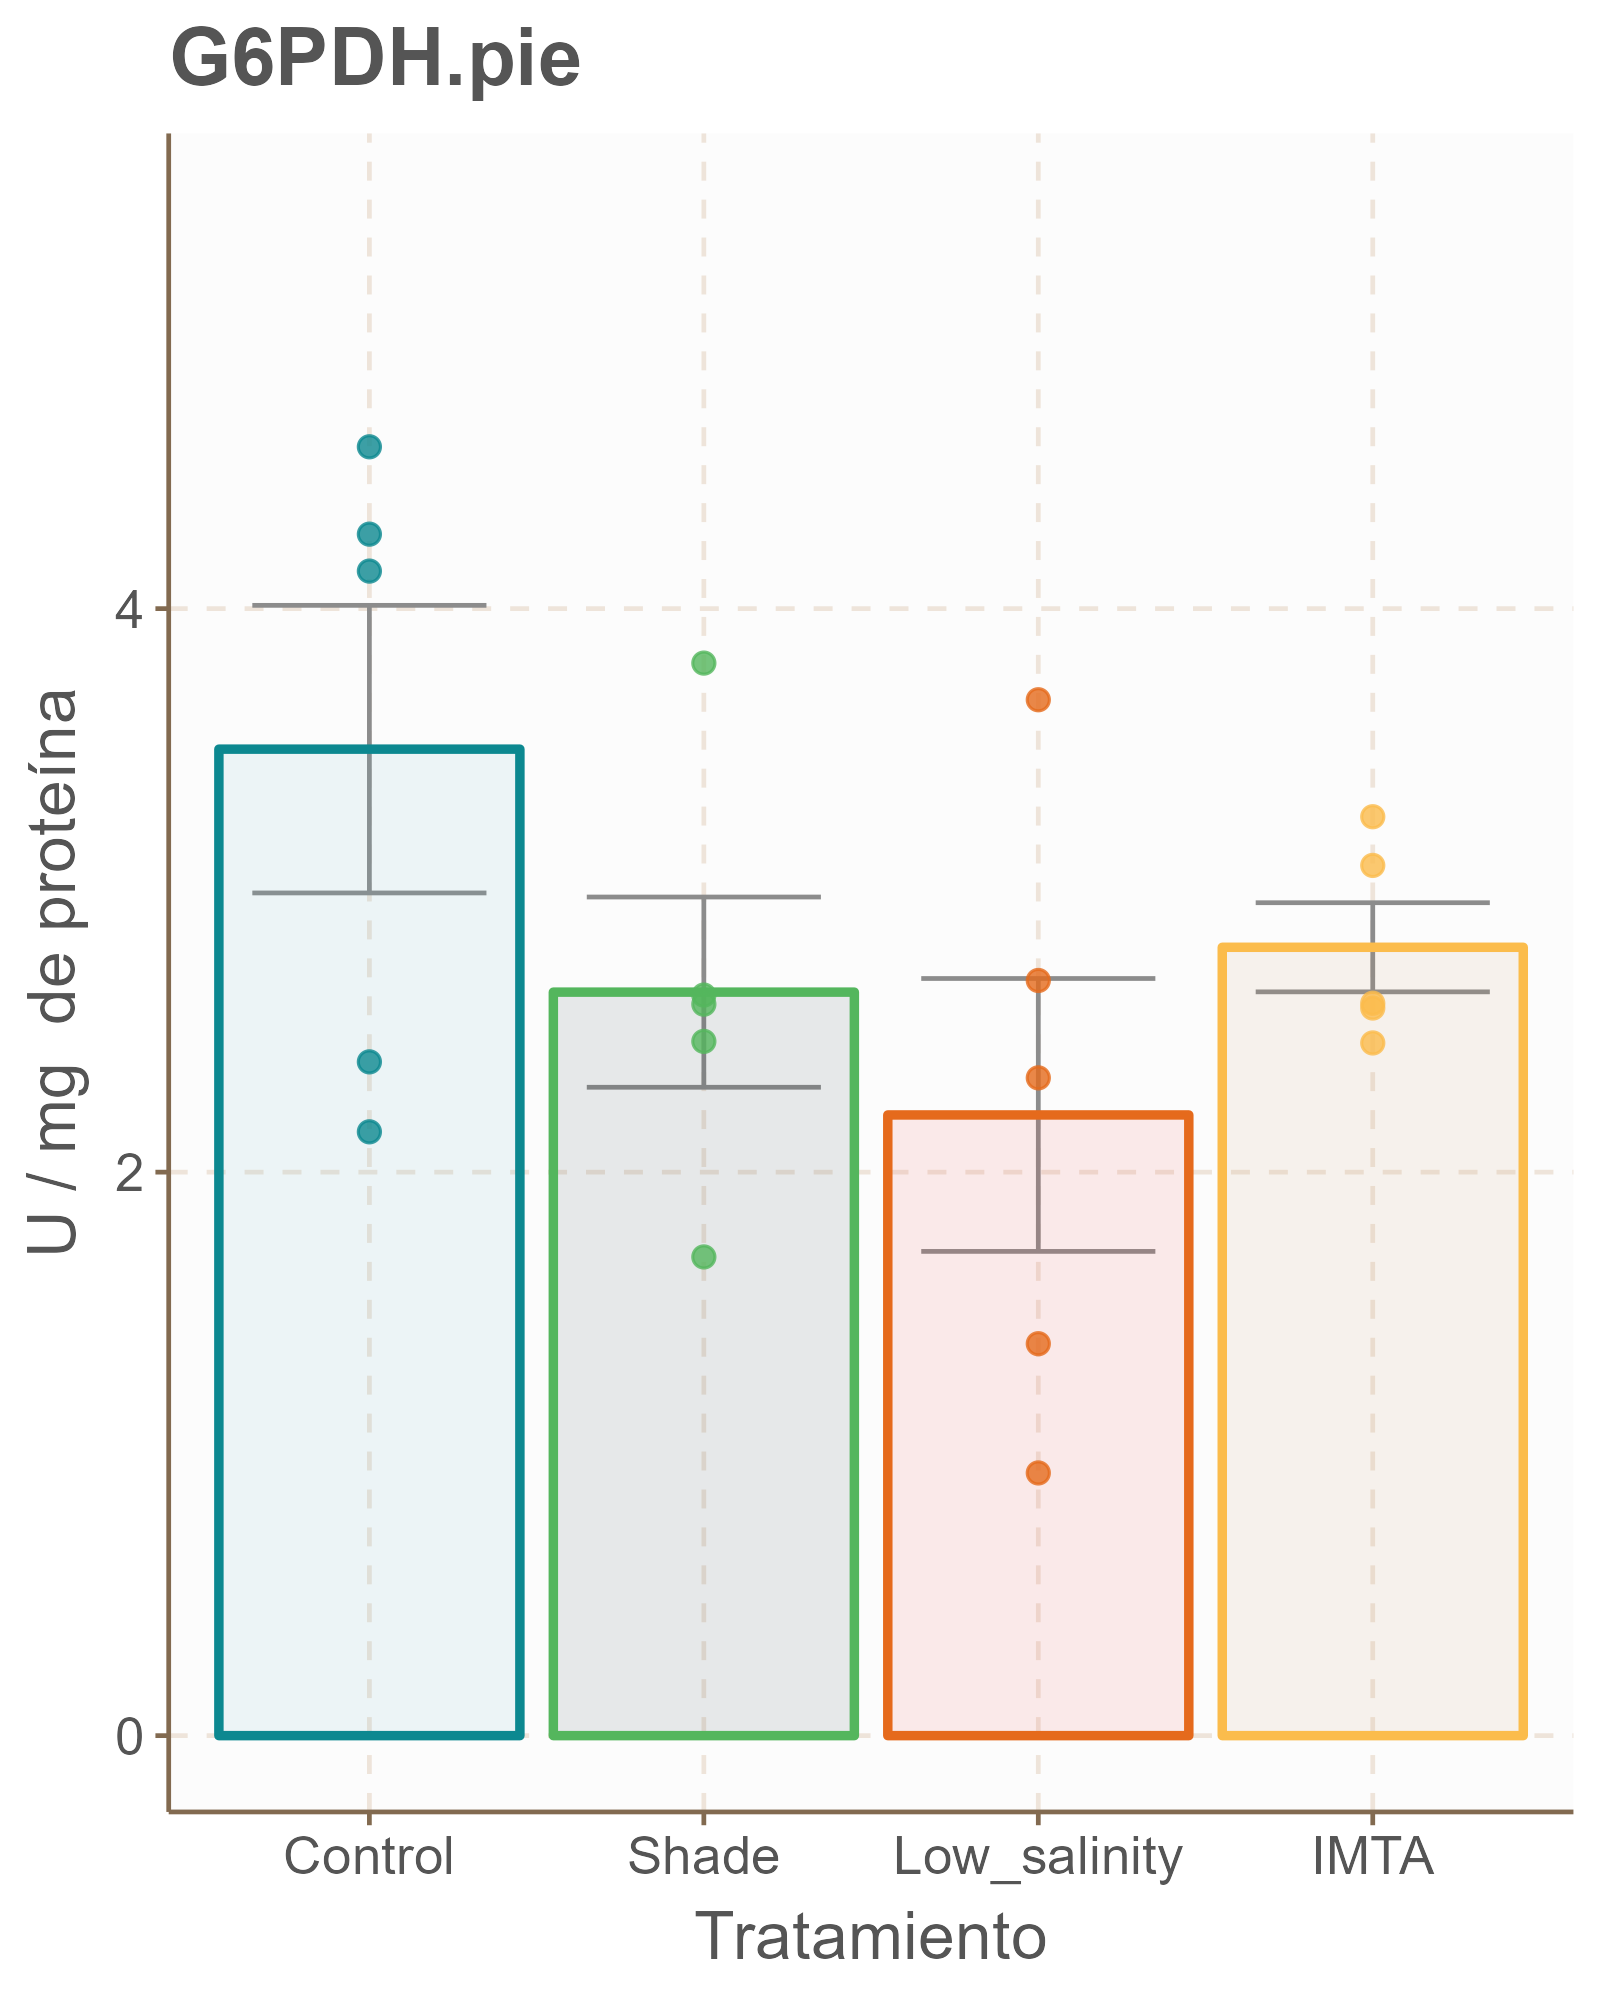 G6PDH.pie
U / mg  de proteína
4
2
0
Control
Shade
Low_salinity
IMTA
Tratamiento